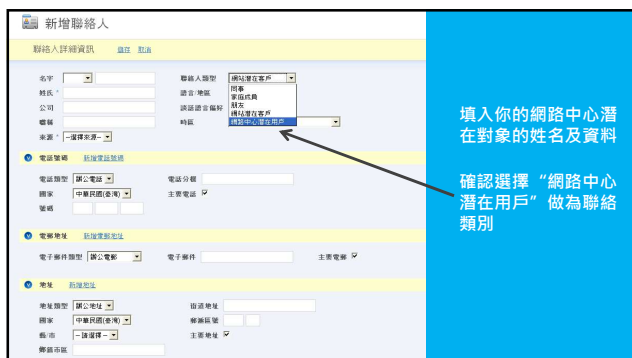 新增聯絡人
聯絡人詳細資訊 儲存 取消
名字 聯絡人類型 網站潛在客戶
同事
姓氏 * 語言/地區 家庭成員
朋友
公司 談話語言偏好 網站潛在客戶
職稱 時區 網路中心潛在用戶
來源 * –選擇來源–
電話號碼 新增電話號碼
電話類型 辦公電話 電話分機
國家 中華民國(臺灣) 主要電話
號碼
電郵地址 新增電郵地址
電子郵件類型 辦公電郵 電子郵件 主要電郵
地址 新增地址
地址類型 辦公地址 街道地址
國家 中華民國(臺灣) 郵遞區號
縣/市 –請選擇– 主要地址
鄉鎮市區
填入你的網路中心潛
在對象的姓名及資料
確認選擇“網路中心
潛在用戶”做為聯絡
類別